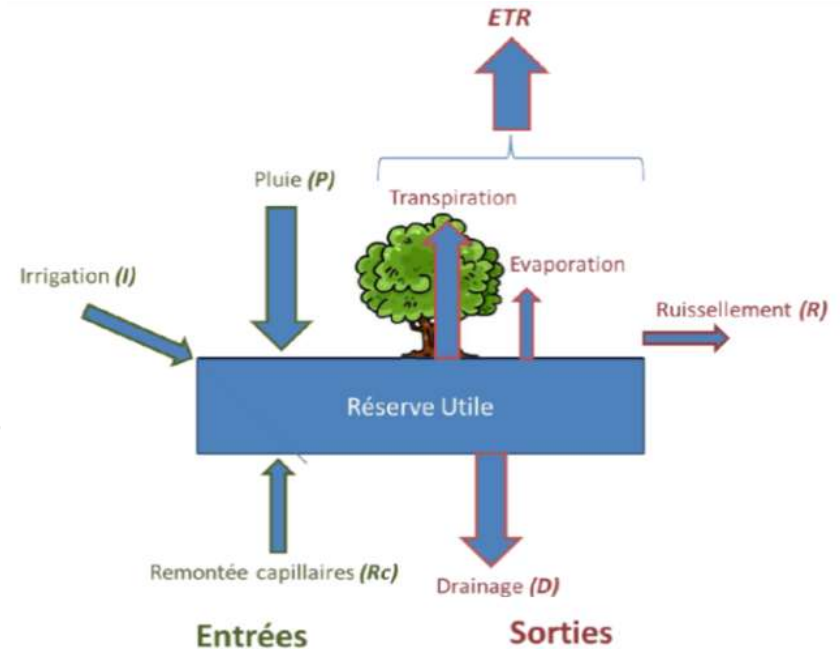 ETR
Pluie (P)
Transpiration
Irrigation (I)
Evaporation
Ruissellement (R)
Réserve Utile
Remontée capillaires (Rc)
Drainage (D)
Entrées
Sorties